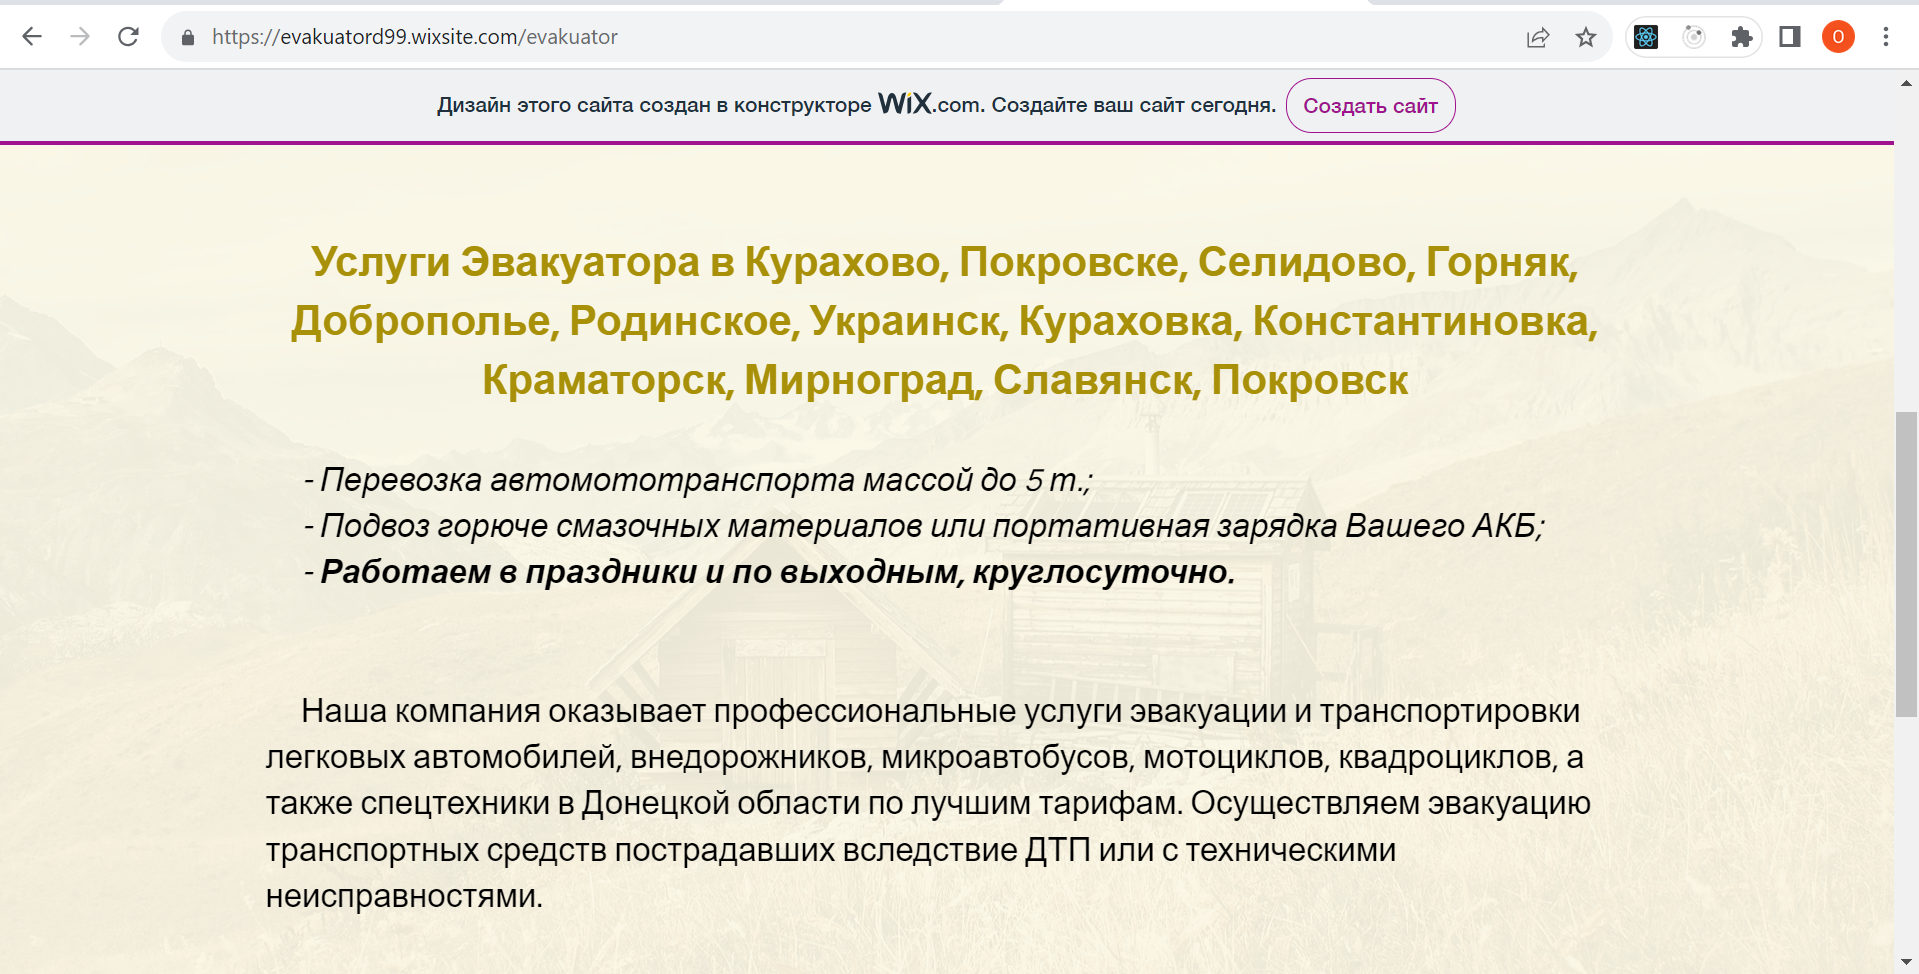 https://evakuatord99.wixsite.com/evakuator
O
Дизайн этого сайта создан в конструкторе WiX.com. Создайте ваш сайт сегодня. Создать сайт
Услуги Эвакуатора в Курахово, Покровске, Селидово, Горняк,
Доброполье, Родинское, Украинск, Кураховка, Константиновка,
Краматорск, Мирноград, Славянск, Покровск
- Перевозка автомототранспорта массой до 5 т.;
- Подвоз горюче смазочных материалов или портативная зарядка Вашего АКБ;
- Работаем в праздники и по выходным, круглосуточно.
Наша компания оказывает профессиональные услуги эвакуации и транспортировки
легковых автомобилей, внедорожников, микроавтобусов, мотоциклов, квадроциклов, а
также спецтехники в Донецкой области по лучшим тарифам. Осуществляем эвакуацию
транспортных средств пострадавших вследствие ДТП или с техническими
неисправностями.